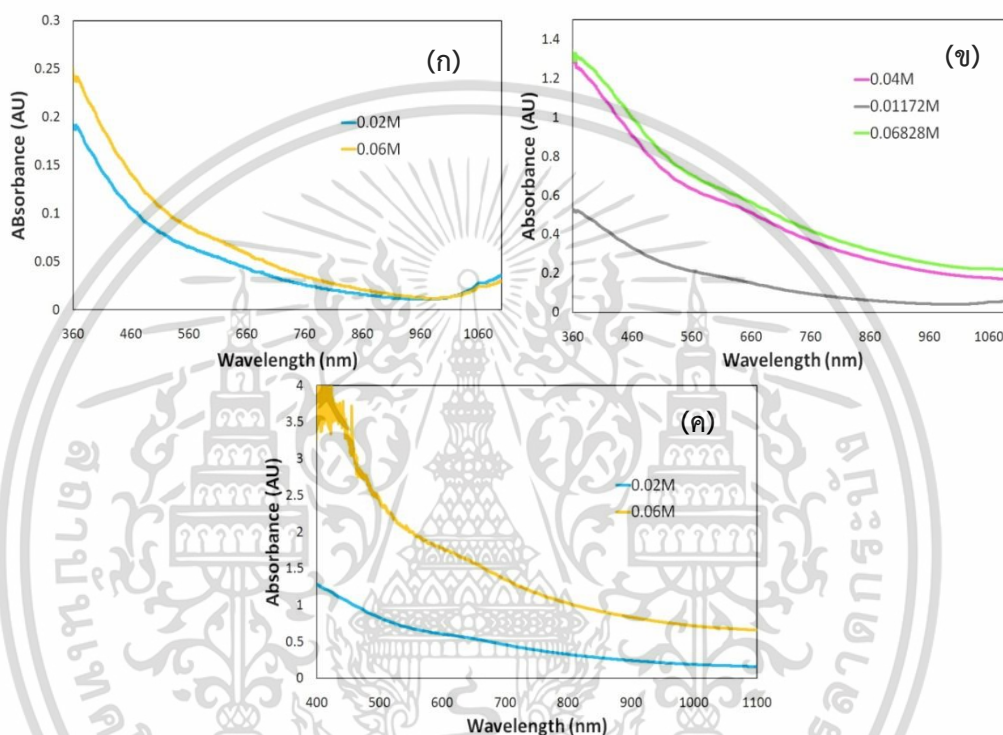 0.3
0.25
0.2
0.15
0.1
0.05
0
ABsorbance (AU)
360 460 560 660 760 860 960 1060
Wavelength (nm)
(ก)
0.02M
0.06M
1.4
1.2
1
0.8
0.6
0.4
0.2
0
Absorbance (AU)
360 460 560 660 760 860 960 1060
Wavelength (nm)
(ข)
0.04M
0.01172M
0.06828M
4
3.5
3
2.5
2
1.5
1
0.5
0
Absorbance (AU)
400 500 600 700 800 900 1000 1100
Wavelength (nm)
(ค)
0.02M
0.06M